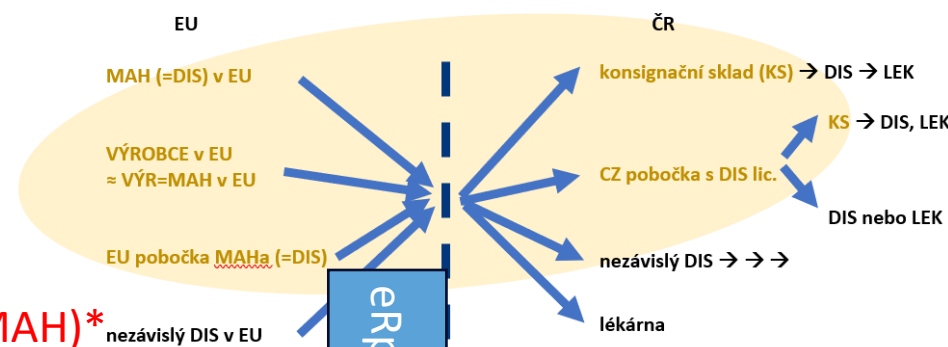 EU
ČR
MAH (=DIS) v EU
konsignační sklad (KS) → DIS → LEK
KS → DIS, LEK
VÝROBCE v EU
≈ VÝR=MAH v EU
CZ pobočka s DIS lic.
DIS nebo LEK
EU pobočka MAHa (=DIS)
nezávislý DIS → → →
MAH)*
nezávislý DIS v EU
lékárna